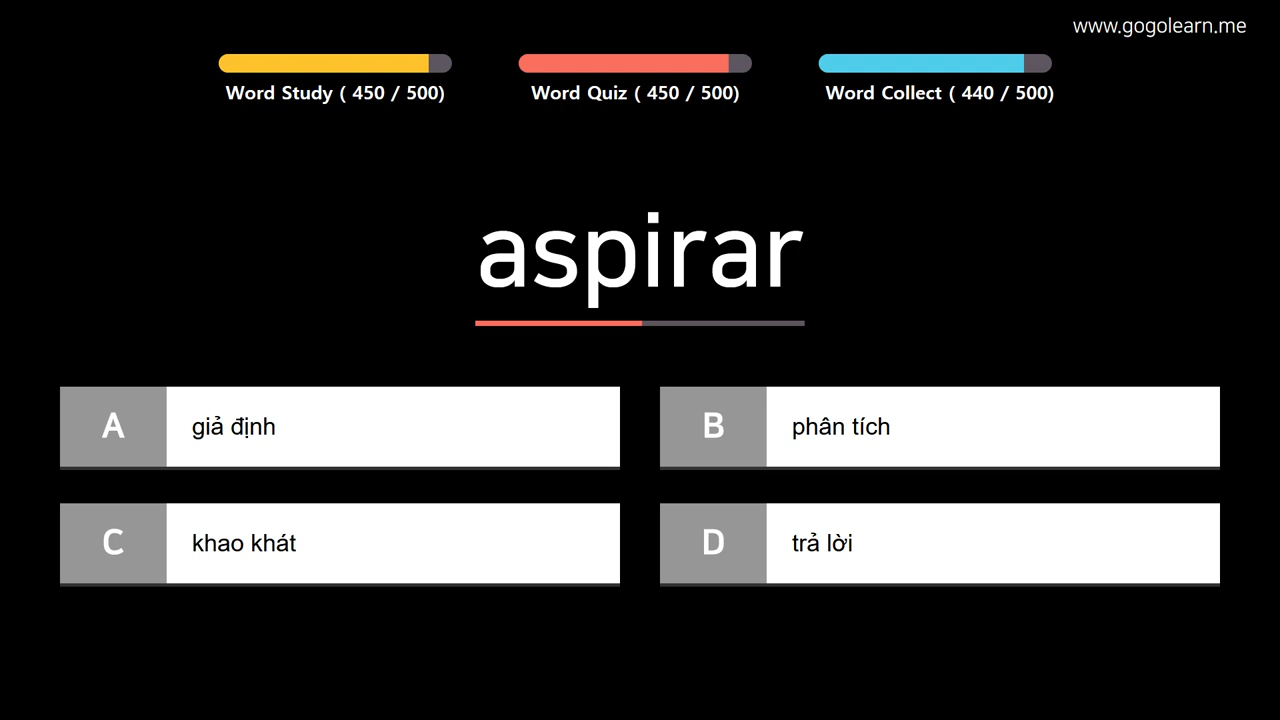 www.gogolearn.me
Word Study ( 450 / 500)
Word Quiz ( 450 / 500)
Word Collect ( 440 / 500)
aspirar
A
giả định
B
phân tích
C
khao khát
D
trả lời